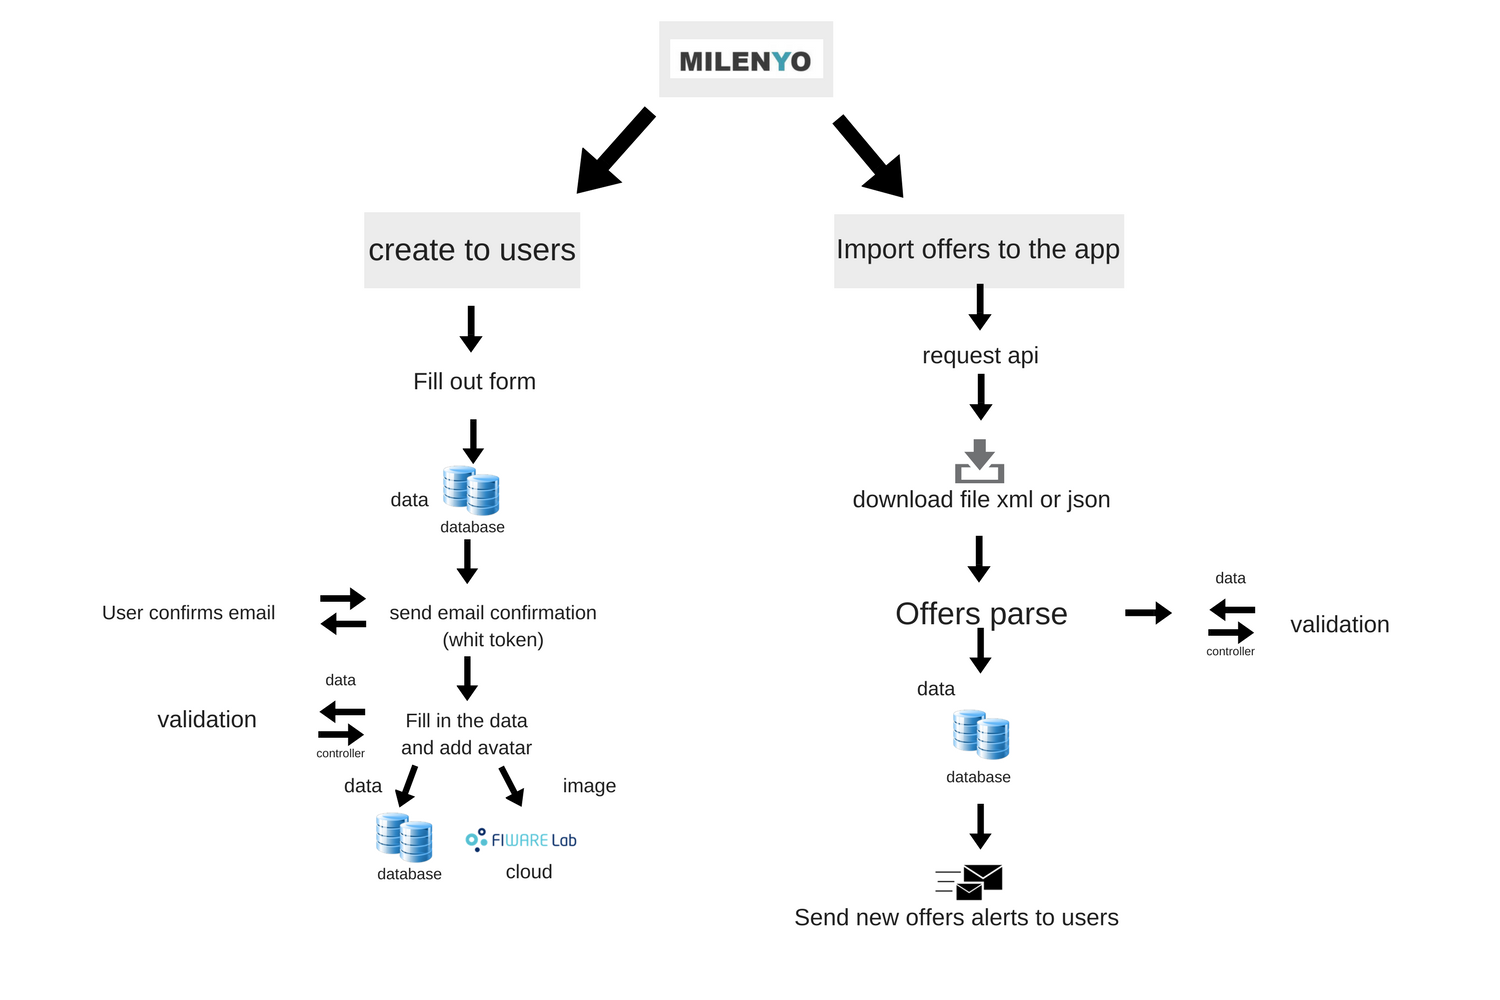 MILENYO
create to users
Fill out form
data
database
User confirms email
send email confirmation
(whit token)
data
validation
controller
Fill in the data
and add avatar
data
image
database
FIWARE Lab
cloud
Import offers to the app
request api
download file xml or json
Offers parse
data
validation
controller
data
database
Send new offers alerts to users